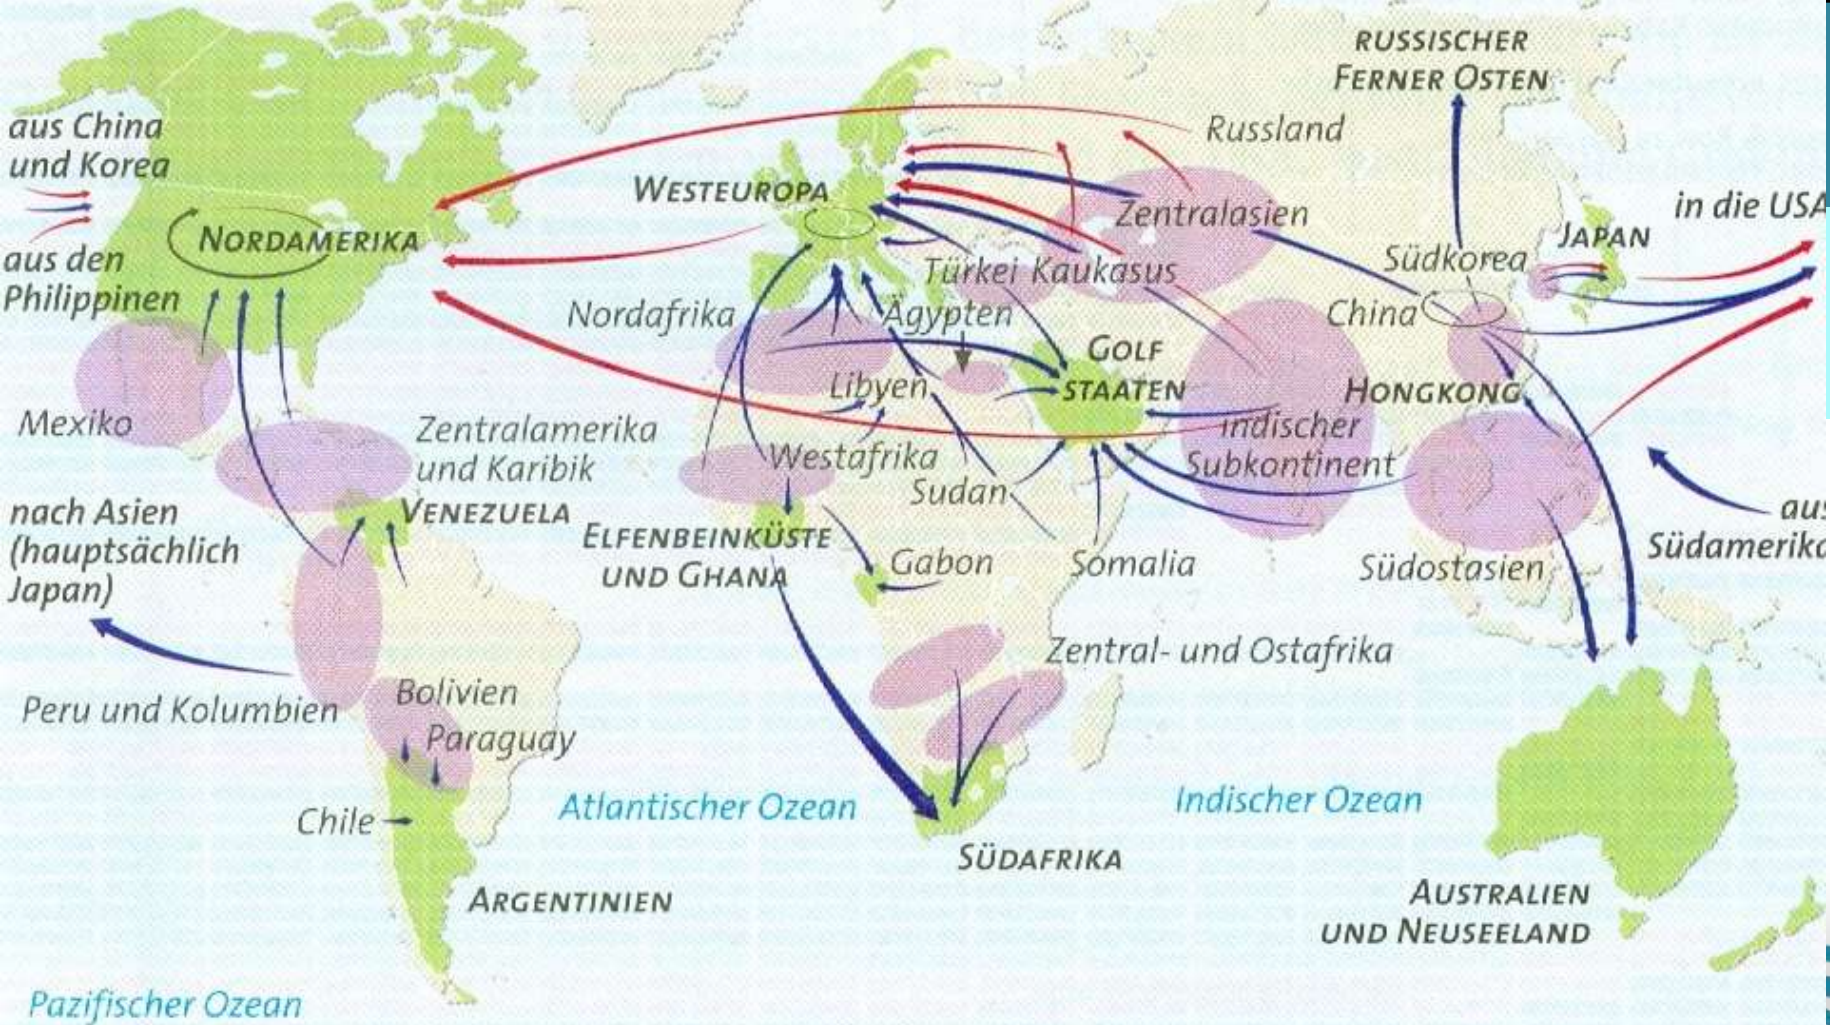 RUSSISCHER
FERNER OSTEN
aus China
und Korea
Russland
WESTEUROPA
Zentralasien
in die USA
NORDAMERIKA
JAPAN
aus den
Philippinen
Türkei Kaukasus
Südkorea
Nordafrika
Ägypten
China
GOLF
STAATEN
Libyen
HONGKONG
Mexiko
Zentralamerika
und Karibik
indischer
Subkontinent
Westafrika
Sudan
nach Asien
(hauptsächlich
Japan)
VENEZUELA
ELFENBEINKÜSTE
UND GHANA
Gabon
Somalia
Südostasien
aus
Südamerika
Zentral- und Ostafrika
Peru und Kolumbien
Bolivien
Paraguay
Chile
Atlantischer Ozean
Indischer Ozean
SÜDAFRIKA
ARGENTINIEN
AUSTRALIEN
UND NEUSEELAND
Pazifischer Ozean